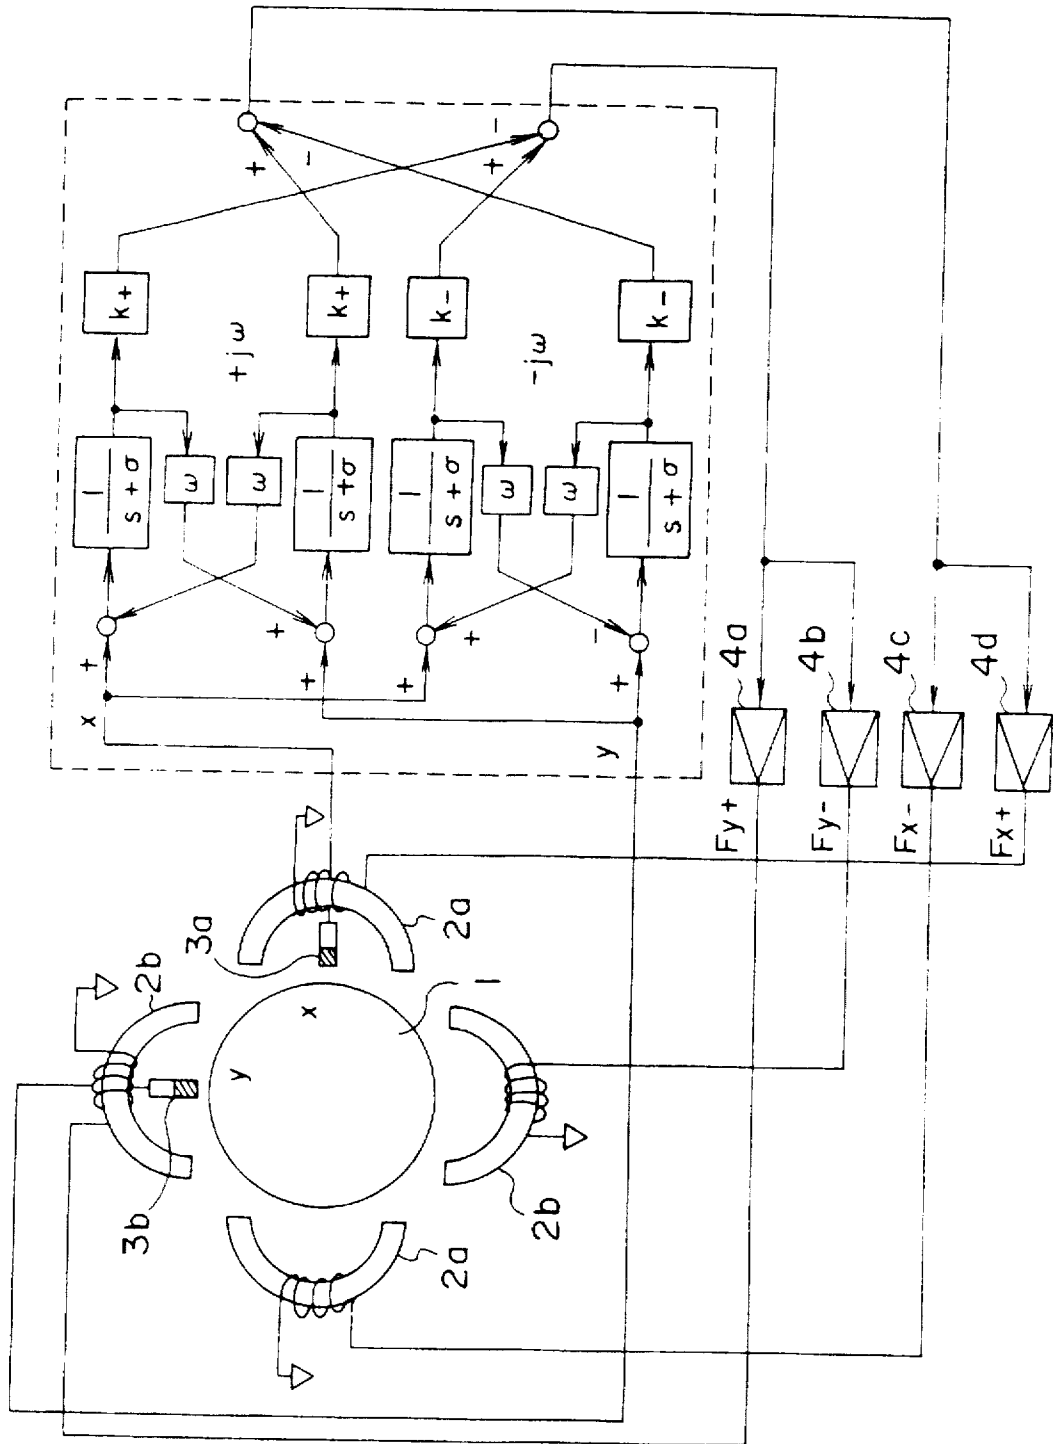 x
+
1
s+σ
k+
ω
+jω
ω
+
+
1
s+σ
k+
+
-
+
+
1
s+σ
k-
ω
-jω
ω
-
+
1
s+σ
k-
+
-
y
3a
2a
2b
3b
y
x
1
2a
2b
Fy+
4a
Fy-
4b
Fx-
4c
Fx+
4d